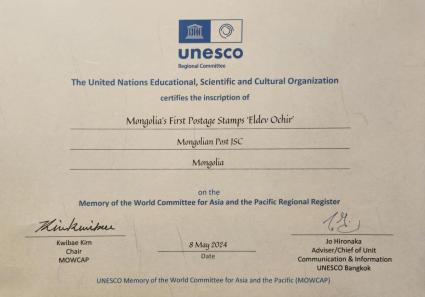 unesco
Regional Committee
The United Nations Educational, Scientific and Cultural Organization
certifies the inscription of
Mongolia's First Postage Stamps 'Eldev Ochir'
Mongolian Post JSC
Mongolia
on the
Memory of the World Committee for Asia and the Pacific Regional Register
Kwibae Kim
Chair
MOWCAP
8 May 2024
Date
Jo Hironaka
Adviser/Chief of Unit
Communication & Information
UNESCO Bangkok
UNESCO Memory of the World Committee for Asia and the Pacific (MOWCAP)